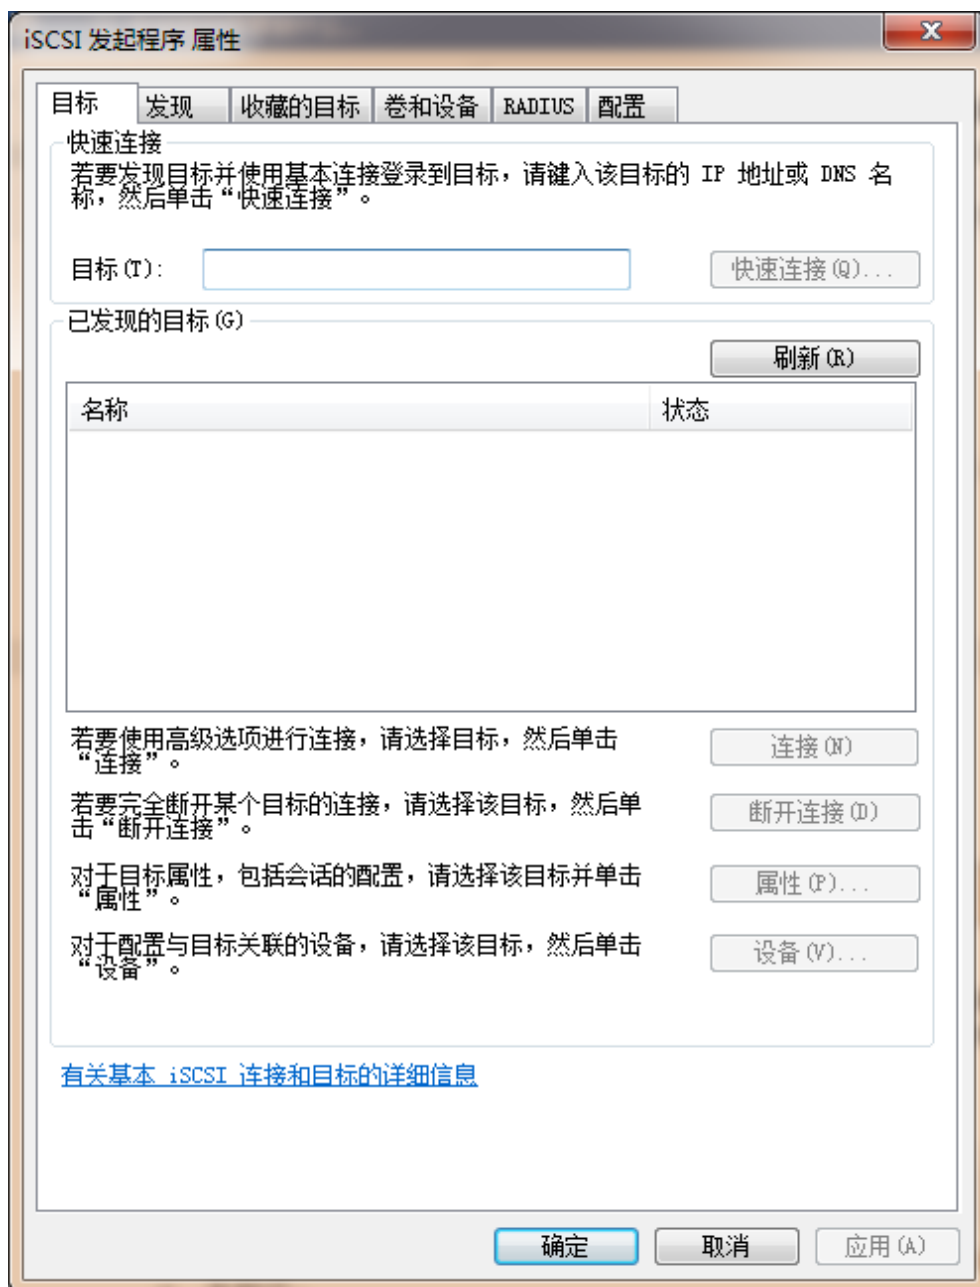 iSCSI 发起程序 属性
目标 发现 收藏的目标 卷和设备 RADIUS 配置
快速连接
若要发现目标并使用基本连接登录到目标，请键入该目标的 IP 地址或 DNS 名
称，然后单击“快速连接”。
目标(T): 快速连接(Q)...
已发现的目标(G)
刷新(R)
名称 状态
若要使用高级选项进行连接，请选择目标，然后单击
“连接”。
连接(N)
若要完全断开某个目标的连接，请选择该目标，然后单
击“断开连接”。
断开连接(D)
对于目标属性，包括会话的配置，请选择该目标并单击
“属性”。
属性(P)...
对于配置与目标关联的设备，请选择该目标，然后单击
“设备”。
设备(V)...
有关基本 iSCSI 连接和目标的详细信息
确定 取消 应用(A)